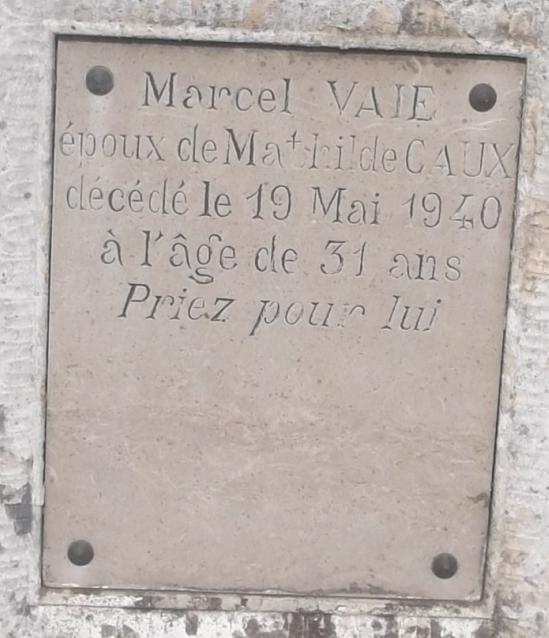 Marcel VAIE
époux de Mathilde CAUX
décédé le 19 Mai 1940
à l'âge de 31 ans
Priez pour lui